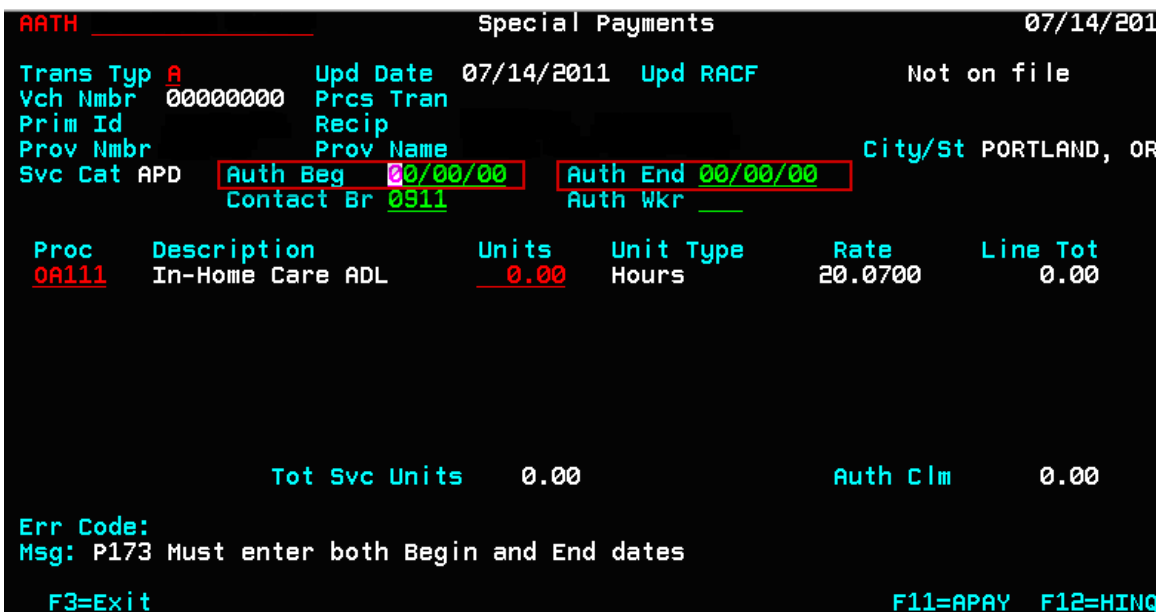 AATH Special Payments 07/14/201
Trans Typ A Upd Date 07/14/2011 Upd RACF Not on file
Vch Nmbr 00000000 Prcs Tran
Prim Id Recip
Prov Nmbr Prov Name City/St PORTLAND, OR
Svc Cat APD Auth Beg 00/00/00 Auth End 00/00/00
Contact Br 0911 Auth Wkr
Proc Description Units Unit Type Rate Line Tot
OA111 In-Home Care ADL 0.00 Hours 20.0700 0.00
Tot Svc Units 0.00 Auth Clm 0.00
Err Code:
Msg: P173 Must enter both Begin and End dates
F3=Exit F11=APAY F12=HINQ